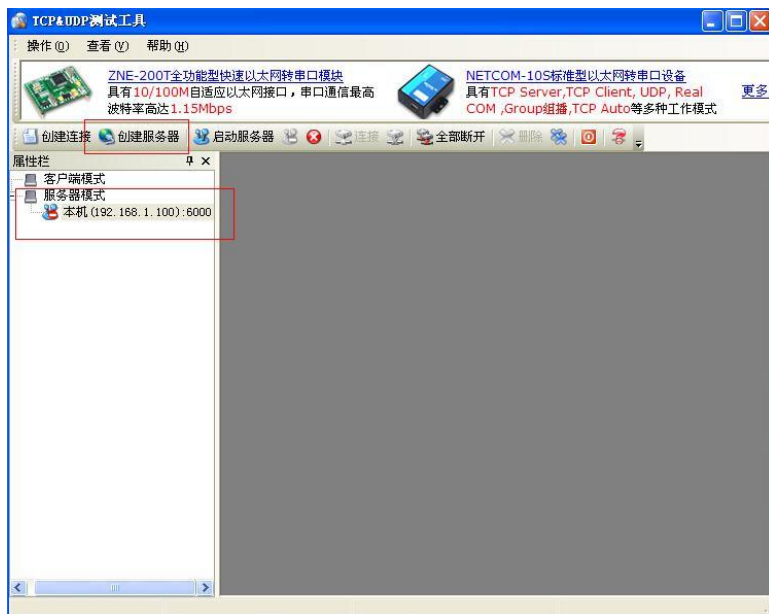 TCP&UDP测试工具
操作(O) 查看(V) 帮助(H)
ZNE-200T全功能型快速以太网转串口模块
具有10/100M自适应以太网接口，串口通信最高
波特率高达1.15Mbps
NETCOM-10S标准型以太网转串口设备
具有TCP Server,TCP Client, UDP, Real
COM ,Group组播,TCP Auto等多种工作模式
更多
创建连接 创建服务器 启动服务器 连接 全部断开 删除
属性栏
客户端模式
服务器模式
本机(192.168.1.100):6000